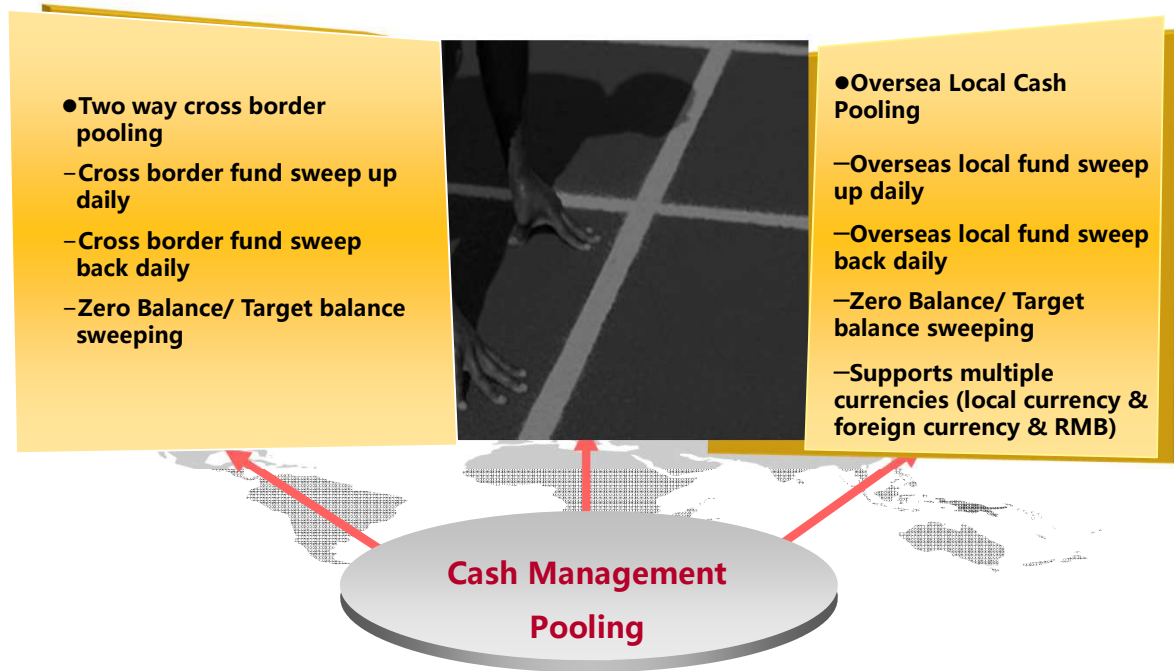 ●Two way cross border
pooling
–Cross border fund sweep up
daily
–Cross border fund sweep
back daily
–Zero Balance/ Target balance
sweeping
●Oversea Local Cash
Pooling
–Overseas local fund sweep
up daily
–Overseas local fund sweep
back daily
–Zero Balance/ Target
balance sweeping
–Supports multiple
currencies (local currency &
foreign currency & RMB)
Cash Management
Pooling